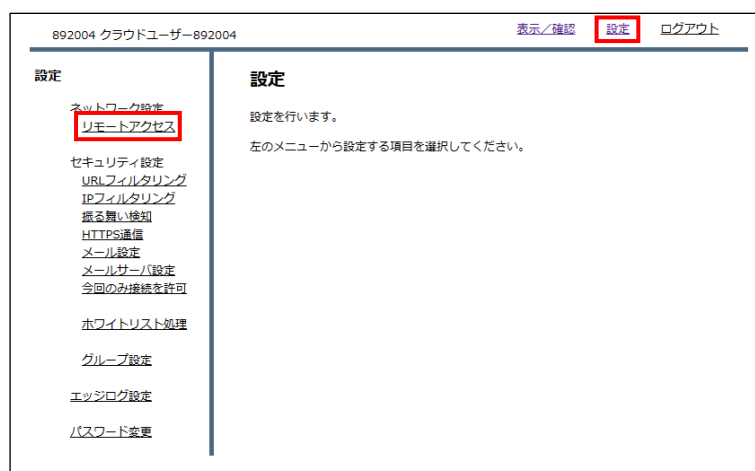 892004 クラウドユーザー892004
表示／確認 設定 ログアウト
設定
ネットワーク設定
リモートアクセス
セキュリティ設定
URLフィルタリング
IPフィルタリング
振る舞い検知
HTTPS通信
メール設定
メールサーバ設定
今回のみ接続を許可
ホワイトリスト処理
グループ設定
エッジログ設定
パスワード変更
設定
設定を行います。
左のメニューから設定する項目を選択してください。